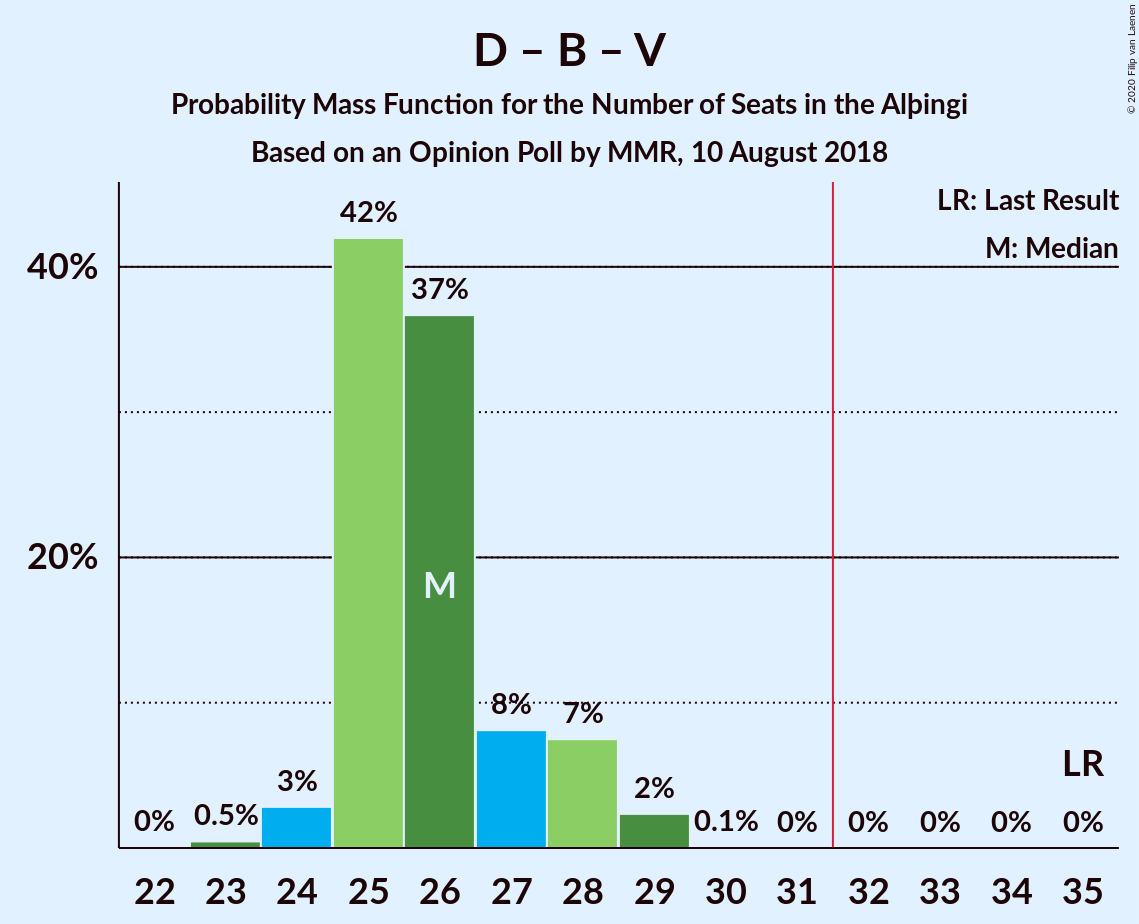 D – B – V
Probability Mass Function for the Number of Seats in the Alþingi
Based on an Opinion Poll by MMR, 10 August 2018
© 2020 Filip van Laenen
LR: Last Result
M: Median
42%
40%
37%
20%
M
8%
7%
LR
3%
2%
0%
0.5%
0.1%
0%
0%
0%
0%
0%
22 23 24 25 26 27 28 29 30 31 32 33 34 35